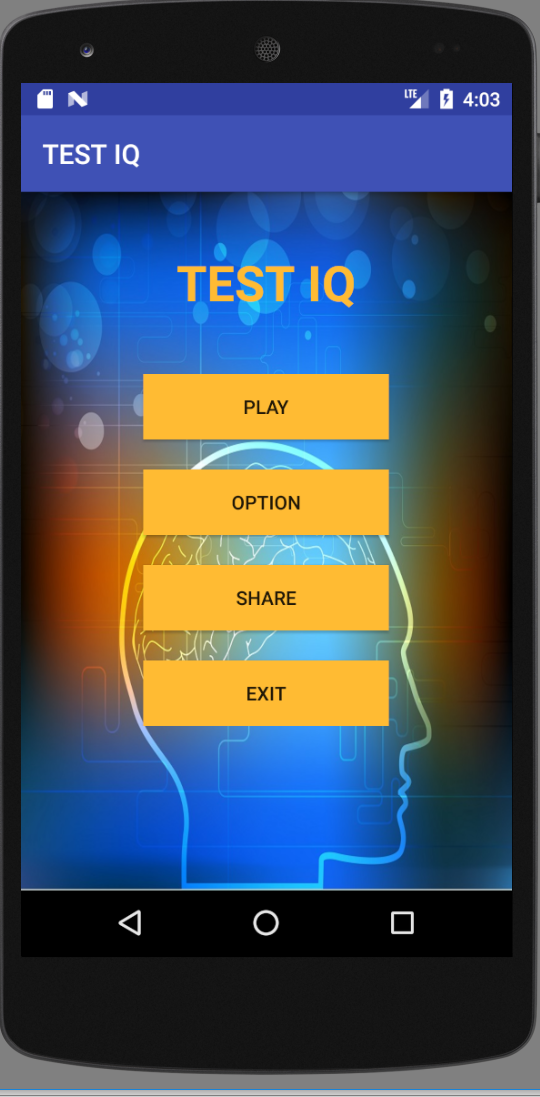 LTE 4:03
TEST IQ
TEST IQ
PLAY
OPTION
SHARE
EXIT